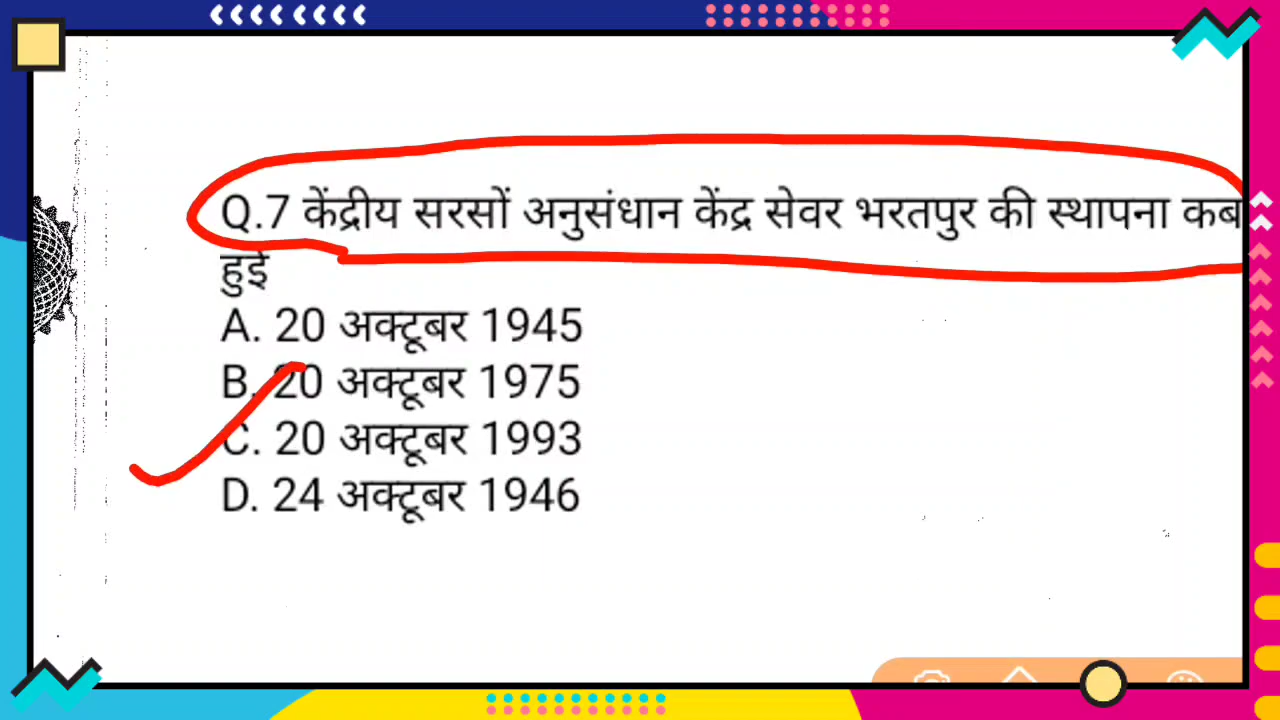 Q.7 केंद्रीय सरसों अनुसंधान केंद्र सेवर भरतपुर की स्थापना कब
हुई
A. 20 अक्टूबर 1945
B. 20 अक्टूबर 1975
C. 20 अक्टूबर 1993
D. 24 अक्टूबर 1946